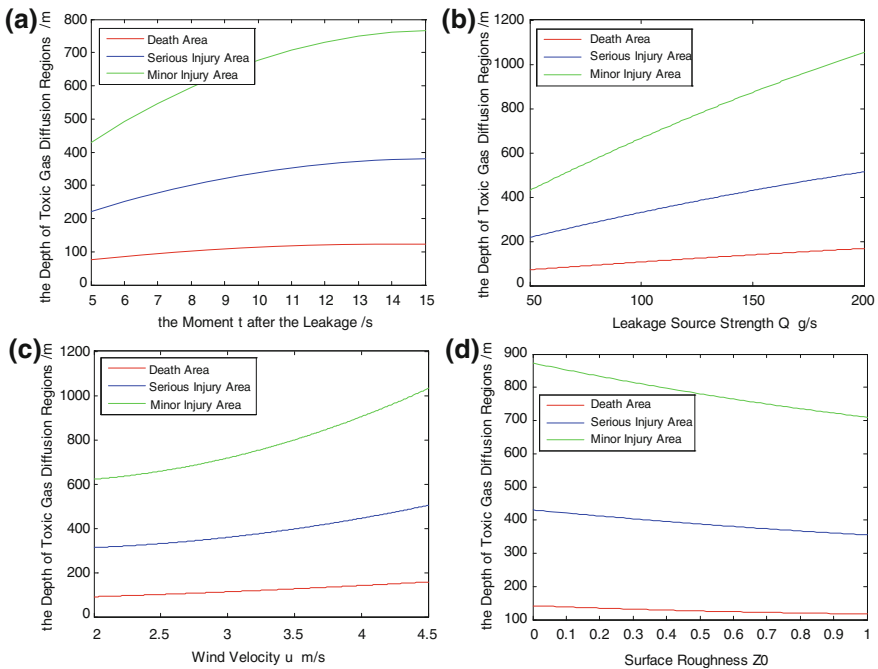 (a)
the Depth of Toxic Gas Diffusion Regions /m
800
700
600
500
400
300
200
100
0
Death Area
Serious Injury Area
Minor Injury Area
5 6 7 8 9 10 11 12 13 14 15
the Moment t after the Leakage /s
(b)
the Depth of Toxic Gas Diffusion Regions /m
1200
1000
800
600
400
200
0
Death Area
Serious Injury Area
Minor Injury Area
50 100 150 200
Leakage Source Strength Q g/s
(c)
the Depth of Toxic Gas Diffusion Regions /m
1200
1000
800
600
400
200
0
Death Area
Serious Injury Area
Minor Injury Area
2 2.5 3 3.5 4 4.5
Wind Velocity u m/s
(d)
the Depth of Toxic Gas Diffusion Regions /m
900
800
700
600
500
400
300
200
100
Death Area
Serious Injury Area
Minor Injury Area
0 0.1 0.2 0.3 0.4 0.5 0.6 0.7 0.8 0.9 1
Surface Roughness Z0